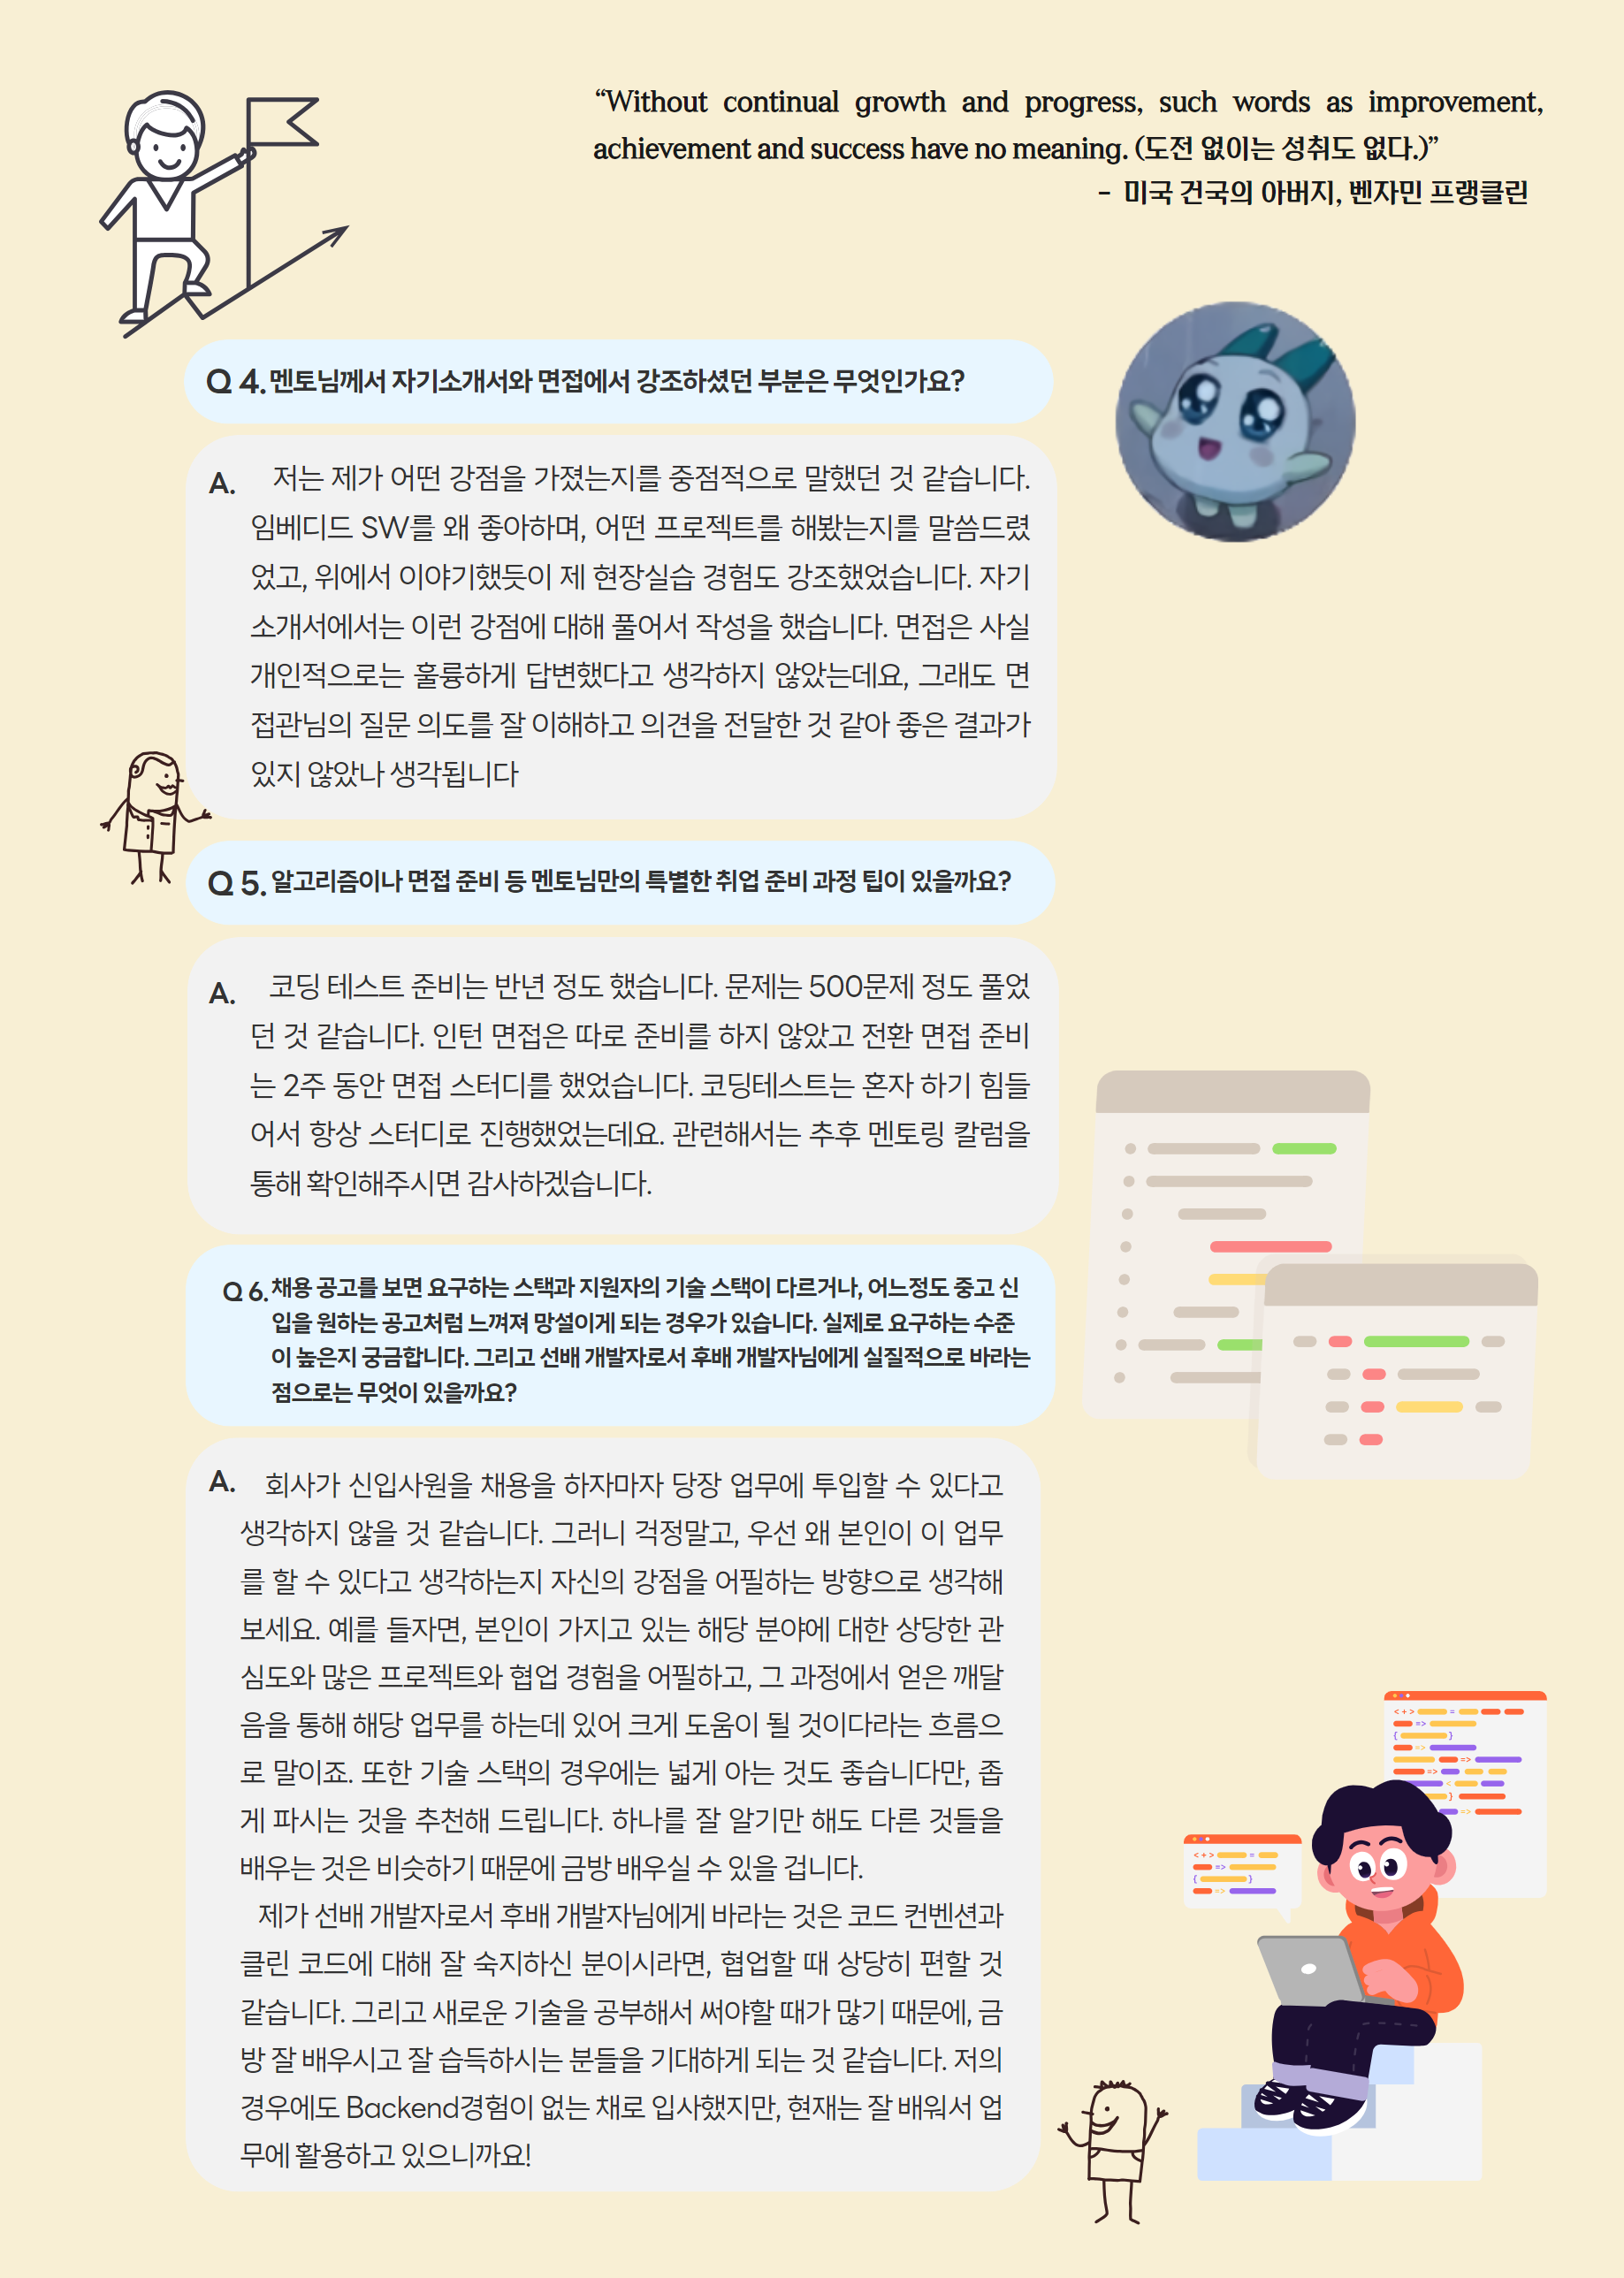 “Without continual growth and progress, such words as improvement,
achievement and success have no meaning. (도전 없이는 성취도 없다.)”
- 미국 건국의 아버지, 벤자민 프랭클린
Q 4. 멘토님께서 자기소개서와 면접에서 강조하셨던 부분은 무엇인가요?
A. 저는 제가 어떤 강점을 가졌는지를 중점적으로 말했던 것 같습니다.
임베디드 SW를 왜 좋아하며, 어떤 프로젝트를 해봤는지를 말씀드렸
었고, 위에서 이야기했듯이 제 현장실습 경험도 강조했었습니다. 자기
소개서에서는 이런 강점에 대해 풀어서 작성을 했습니다. 면접은 사실
개인적으로는 훌륭하게 답변했다고 생각하지 않았는데요, 그래도 면
접관님의 질문 의도를 잘 이해하고 의견을 전달한 것 같아 좋은 결과가
있지 않았나 생각됩니다
Q 5. 알고리즘이나 면접 준비 등 멘토님만의 특별한 취업 준비 과정 팁이 있을까요?
A. 코딩 테스트 준비는 반년 정도 했습니다. 문제는 500문제 정도 풀었
던 것 같습니다. 인턴 면접은 따로 준비를 하지 않았고 전환 면접 준비
는 2주 동안 면접 스터디를 했었습니다. 코딩테스트는 혼자 하기 힘들
어서 항상 스터디로 진행했었는데요. 관련해서는 추후 멘토링 칼럼을
통해 확인해주시면 감사하겠습니다.
Q 6. 채용 공고를 보면 요구하는 스택과 지원자의 기술 스택이 다르거나, 어느정도 중고 신
입을 원하는 공고처럼 느껴져 망설이게 되는 경우가 있습니다. 실제로 요구하는 수준
이 높은지 궁금합니다. 그리고 선배 개발자로서 후배 개발자님에게 실질적으로 바라는
점으로는 무엇이 있을까요?
A. 회사가 신입사원을 채용을 하자마자 당장 업무에 투입할 수 있다고
생각하지 않을 것 같습니다. 그러니 걱정말고, 우선 왜 본인이 이 업무
를 할 수 있다고 생각하는지 자신의 강점을 어필하는 방향으로 생각해
보세요. 예를 들자면, 본인이 가지고 있는 해당 분야에 대한 상당한 관
심도와 많은 프로젝트와 협업 경험을 어필하고, 그 과정에서 얻은 깨달
음을 통해 해당 업무를 하는데 있어 크게 도움이 될 것이다라는 흐름으
로 말이죠. 또한 기술 스택의 경우에는 넓게 아는 것도 좋습니다만, 좁
게 파시는 것을 추천해 드립니다. 하나를 잘 알기만 해도 다른 것들을
배우는 것은 비슷하기 때문에 금방 배우실 수 있을 겁니다.
제가 선배 개발자로서 후배 개발자님에게 바라는 것은 코드 컨벤션과
클린 코드에 대해 잘 숙지하신 분이시라면, 협업할 때 상당히 편할 것
같습니다. 그리고 새로운 기술을 공부해서 써야할 때가 많기 때문에, 금
방 잘 배우시고 잘 습득하시는 분들을 기대하게 되는 것 같습니다. 저의
경우에도 Backend경험이 없는 채로 입사했지만, 현재는 잘 배워서 업
무에 활용하고 있으니까요!